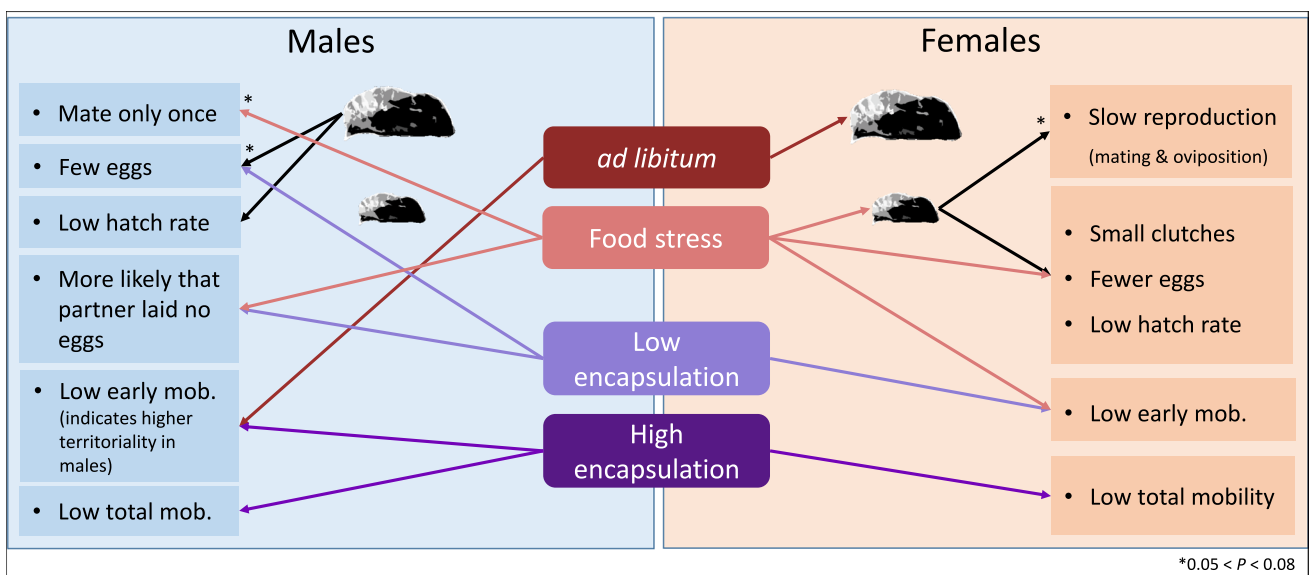 Males
Females
* 
• Mate only once
*
• Few eggs
• Low hatch rate
• More likely that
partner laid no
eggs
• Low early mob.
(indicates higher
territoriality in
males)
• Low total mob.
ad libitum
Food stress
Low
encapsulation
High
encapsulation
*
• Slow reproduction
(mating & oviposition)
• Small clutches
• Fewer eggs
• Low hatch rate
• Low early mob.
• Low total mobility
*0.05 < P < 0.08